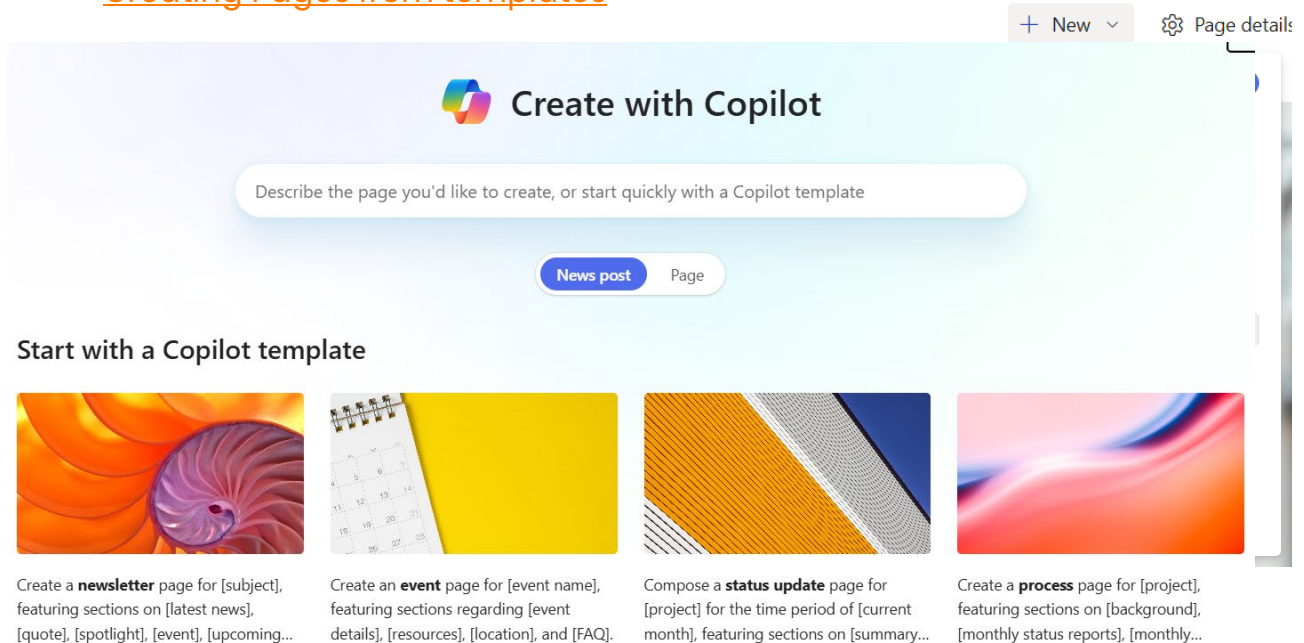 Creating Pages from templates
+ New
Page details
Create with Copilot
Describe the page you'd like to create, or start quickly with a Copilot template
News post
Page
Start with a Copilot template
Create a newsletter page for [subject],
featuring sections on [latest news],
[quote], [spotlight], [event], [upcoming...
Create an event page for [event name],
featuring sections regarding [event
details], [resources], [location], and [FAQ].
Compose a status update page for
[project] for the time period of [current
month], featuring sections on [summary...
Create a process page for [project],
featuring sections on [background],
[monthly status reports], [monthly...